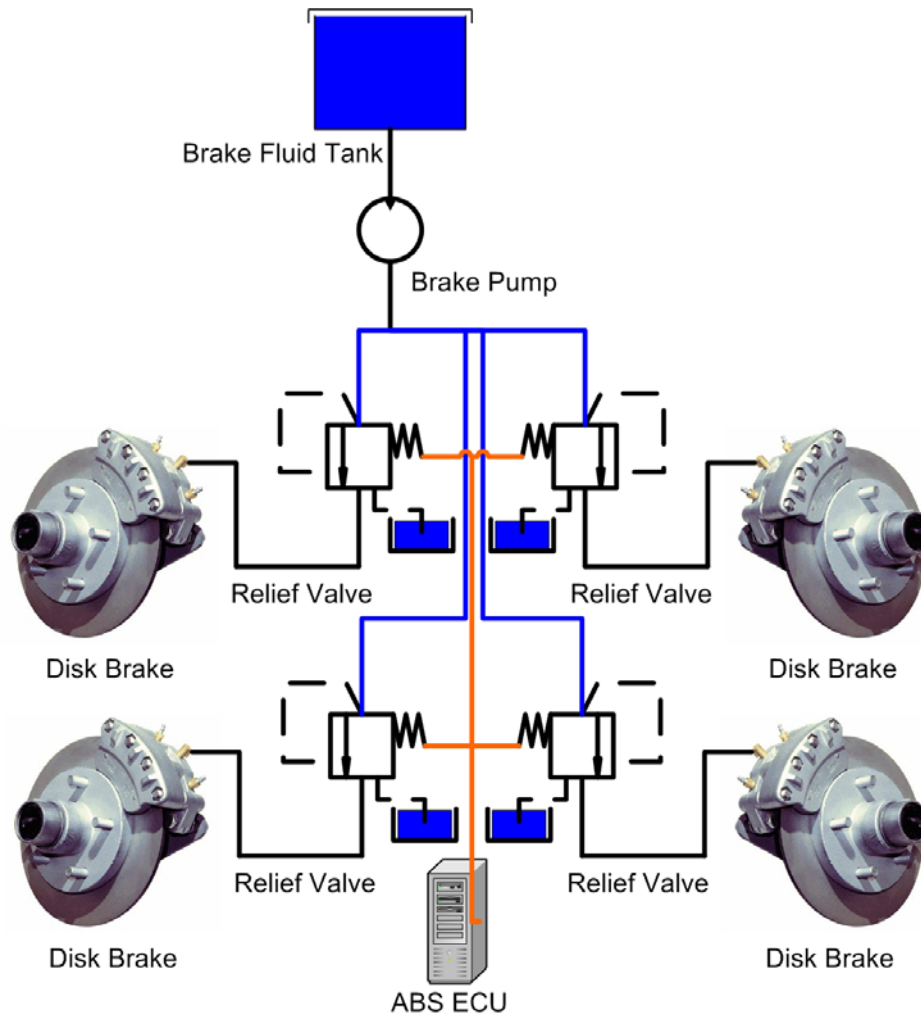 Brake Fluid Tank
Brake Pump
Relief Valve
Relief Valve
Disk Brake
Disk Brake
Relief Valve
Relief Valve
Disk Brake
Disk Brake
ABS ECU